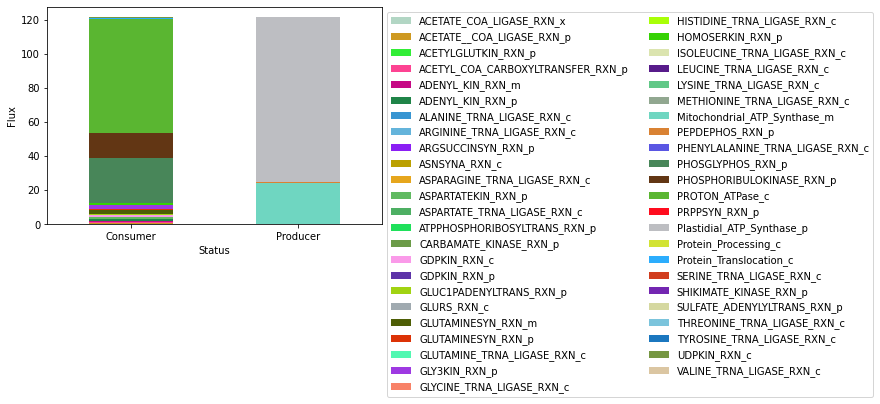 120
100
80
60
40
20
0
Flux
Consumer
Producer
Status
ACETATE_COA_LIGASE_RXN_x
ACETATE__COA_LIGASE_RXN_p
ACETYLGLUTKIN_RXN_p
ACETYL_COA_CARBOXYLTRANSFER_RXN_p
ADENYL_KIN_RXN_m
ADENYL_KIN_RXN_p
ALANINE_TRNA_LIGASE_RXN_c
ARGININE_TRNA_LIGASE_RXN_c
ARGSUCCINSYN_RXN_p
ASNSYNA_RXN_c
ASPARAGINE_TRNA_LIGASE_RXN_c
ASPARTATEKIN_RXN_p
ASPARTATE_TRNA_LIGASE_RXN_c
ATPPHOSPHORIBOSYLTRANS_RXN_p
CARBAMATE_KINASE_RXN_p
GDPKIN_RXN_c
GDPKIN_RXN_p
GLUC1PADENYLTRANS_RXN_p
GLURS_RXN_c
GLUTAMINESYN_RXN_m
GLUTAMINESYN_RXN_p
GLUTAMINE_TRNA_LIGASE_RXN_c
GLY3KIN_RXN_p
GLYCINE_TRNA_LIGASE_RXN_c
HISTIDINE_TRNA_LIGASE_RXN_c
HOMOSERKIN_RXN_p
ISOLEUCINE_TRNA_LIGASE_RXN_c
LEUCINE_TRNA_LIGASE_RXN_c
LYSINE_TRNA_LIGASE_RXN_c
METHIONINE_TRNA_LIGASE_RXN_c
Mitochondrial_ATP_Synthase_m
PEPDEPHOS_RXN_p
PHENYLALANINE_TRNA_LIGASE_RXN_c
PHOSGLYPHOS_RXN_p
PHOSPHORIBULOKINASE_RXN_p
PROTON_ATPase_c
PRPPSYN_RXN_p
Plastidial_ATP_Synthase_p
Protein_Processing_c
Protein_Translocation_c
SERINE_TRNA_LIGASE_RXN_c
SHIKIMATE_KINASE_RXN_p
SULFATE_ADENYLYLTRANS_RXN_p
THREONINE_TRNA_LIGASE_RXN_c
TYROSINE_TRNA_LIGASE_RXN_c
UDPKIN_RXN_c
VALINE_TRNA_LIGASE_RXN_c